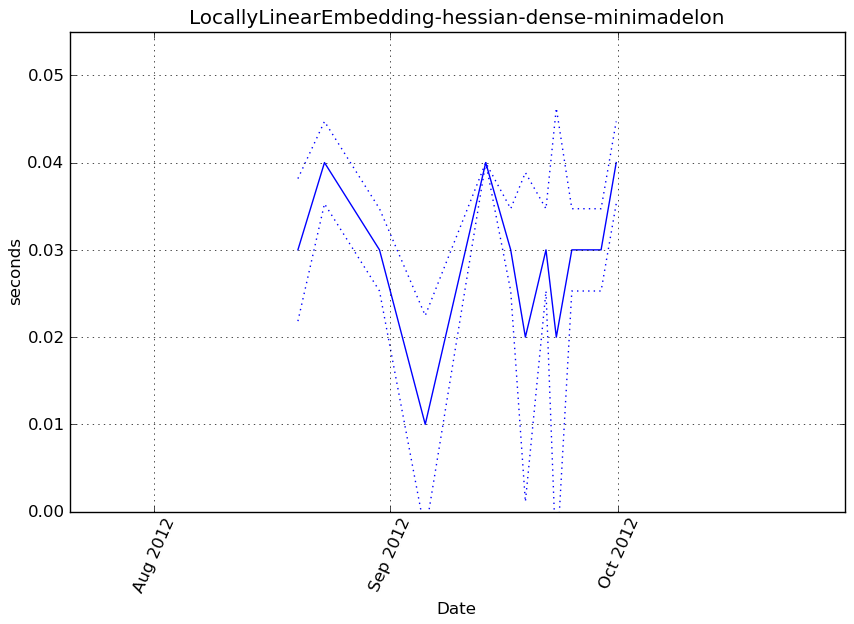 LocallyLinearEmbedding-hessian-dense-minimadelon
0.05
0.04
0.03
0.02
0.01
0.00
seconds
Aug 2012
Sep 2012
Oct 2012
Date